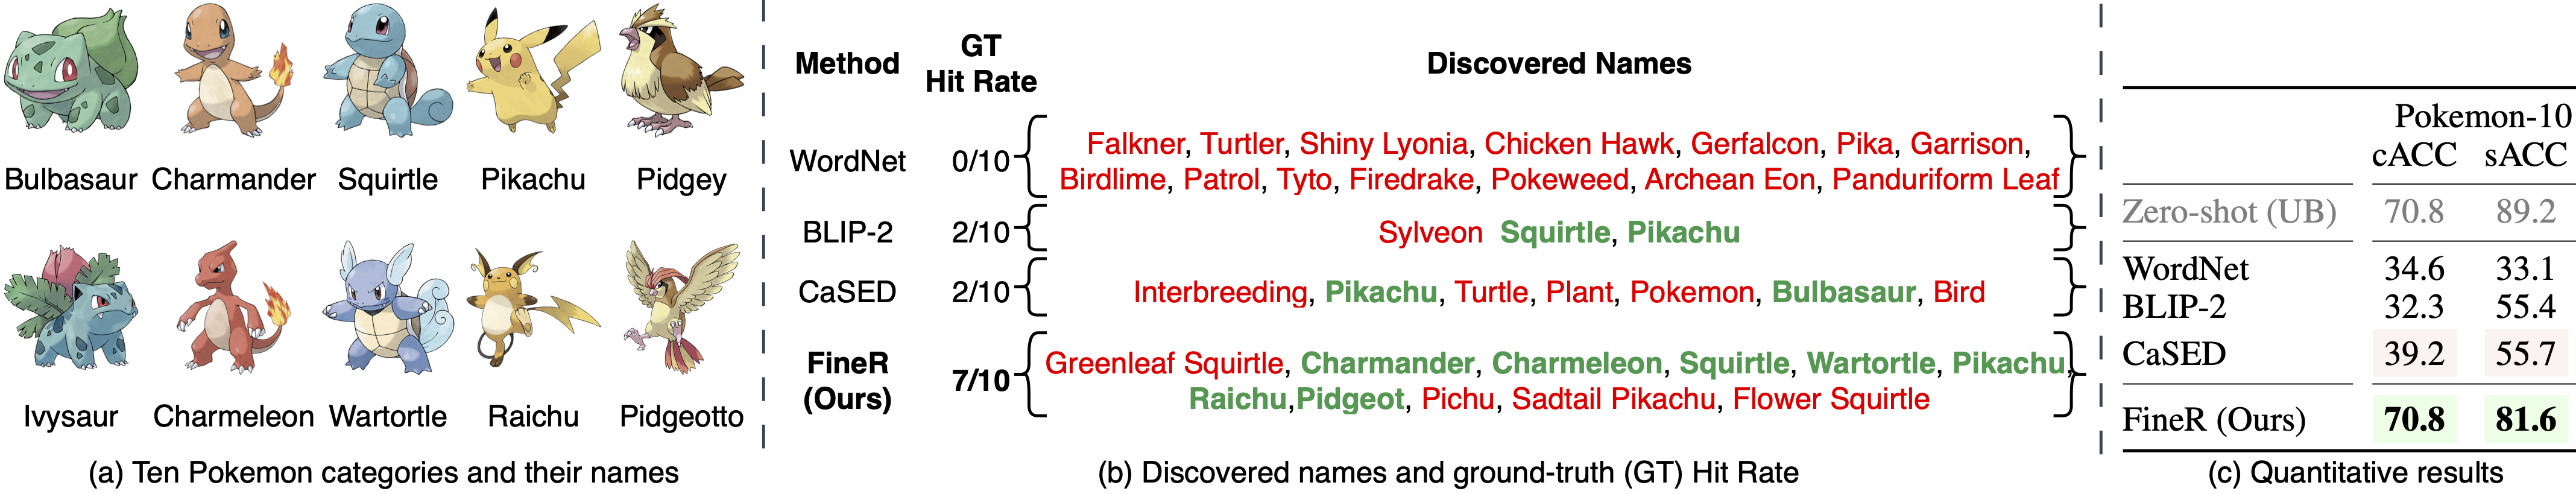 Bulbasaur Charmander Squirtle Pikachu Pidgey
Ivysaur Charmeleon Wartortle Raichu Pidgeotto
(a) Ten Pokemon categories and their names
Method GT Hit Rate Discovered Names
WordNet 0/10 Falkner, Turtler, Shiny Lyonia, Chicken Hawk, Gerfalcon, Pika, Garrison,
Birdlime, Patrol, Tyto, Firedrake, Pokeweed, Archean Eon, Panduriform Leaf
BLIP-2 2/10 Sylveon Squirtle, Pikachu
CaSED 2/10 Interbreeding, Pikachu, Turtle, Plant, Pokemon, Bulbasaur, Bird
FineR (Ours) 7/10 Greenleaf Squirtle, Charmander, Charmeleon, Squirtle, Wartortle, Pikachu,
Raichu,Pidgeot, Pichu, Sadtail Pikachu, Flower Squirtle
(b) Discovered names and ground-truth (GT) Hit Rate
Pokemon-10
cACC sACC
Zero-shot (UB) 70.8 89.2
WordNet 34.6 33.1
BLIP-2 32.3 55.4
CaSED 39.2 55.7
FineR (Ours) 70.8 81.6
(c) Quantitative results